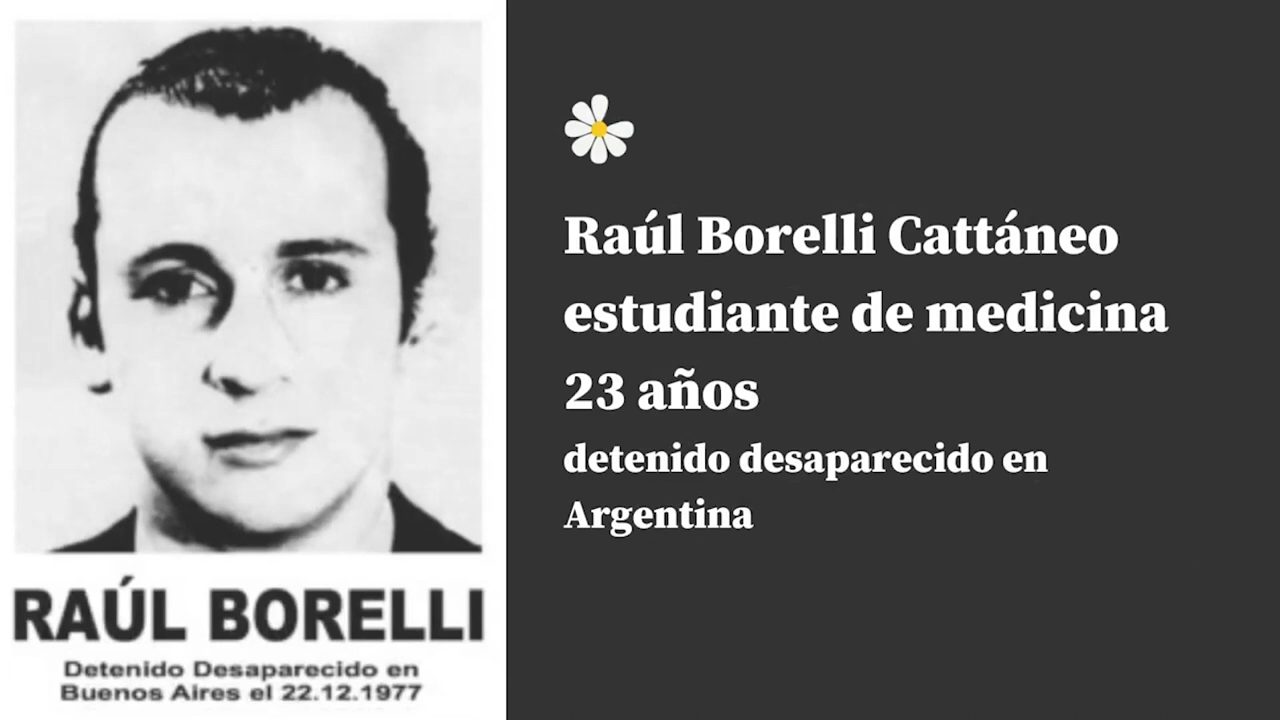 RAÚL BORELLI
Detenido Desaparecido en
Buenos Aires el 22.12.1977
Raúl Borelli Cattáneo
estudiante de medicina
23 años
detenido desaparecido en
Argentina